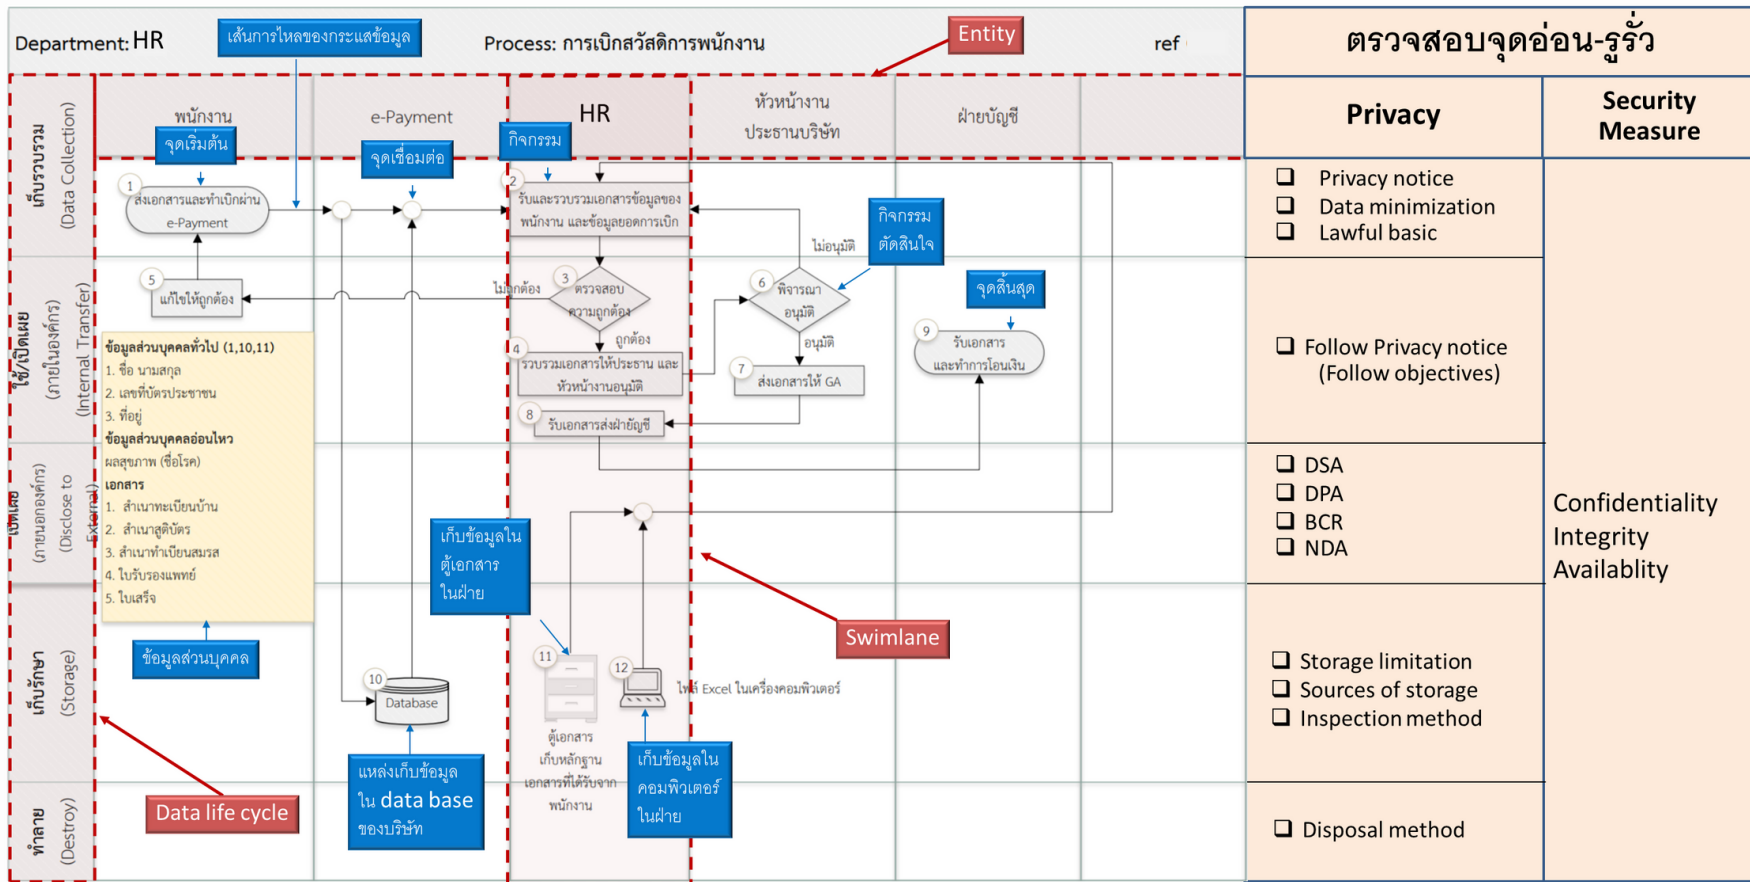 Department: HR
เส้นการไหลของกระแสข้อมูล
Process: การเบิกสวัสดิการพนักงาน
Entity
ref
ตรวจสอบจุดอ่อน-รูรั่ว
Privacy
Security
Measure
พนักงาน
e-Payment
HR
หัวหน้างาน
ประธานบริษัท
ฝ่ายบัญชี
จุดเริ่มต้น
จุดเชื่อมต่อ
กิจกรรม
เก็บรวบรวม
(Data Collection)
1
ส่งเอกสารและทำเบิกผ่าน
e-Payment
2
รับและรวบรวมเอกสารข้อมูลของ
พนักงาน และข้อมูลยอดการเบิก
ไม่อนุมัติ
กิจกรรม
ตัดสินใจ
❑ Privacy notice
❑ Data minimization
❑ Lawful basic
ใช้/เปิดเผย
(ภายในองค์กร)
(Internal Transfer)
5
แก้ไขให้ถูกต้อง
ไม่ถูกต้อง
3
ตรวจสอบ
ความถูกต้อง
ถูกต้อง
6
พิจารณา
อนุมัติ
อนุมัติ
จุดสิ้นสุด
9
รับเอกสาร
และทำการโอนเงิน
4
รวบรวมเอกสารให้ประธาน และ
หัวหน้างานอนุมัติ
7
ส่งเอกสารให้ GA
8
รับเอกสารส่งฝ่ายัญชี
❑ Follow Privacy notice
(Follow objectives)
ข้อมูลส่วนบุคคลทั่วไป (1,10,11)
1. ชื่อ นามสกุล
2. เลขที่บัตรประชาชน
3. ที่อยู่
ข้อมูลส่วนบุคคลอ่อนไหว
ผลสุขภาพ (ชื่อโรค)
เอกสาร
1. สำเนาทะเบียนบ้าน
2. สำเนาสูติบัตร
3. สำเนาทำเบียนสมรส
4. ใบรับรองแพทย์
5. ใบเสร็จ
ข้อมูลส่วนบุคคล
เปิดเผย
(ภายนอกองค์กร)
(Disclose to
External)
เก็บข้อมูลใน
ตู้เอกสาร
ในฝ่าย
❑ DSA
❑ DPA
❑ BCR
❑ NDA
Confidentiality
Integrity
Availablity
Swimlane
เก็บรักษา
(Storage)
10
Database
11
12
ไฟล์ Excel ในเครื่องคอมพิวเตอร์
ตู้เอกสาร
เก็บหลักฐาน
เอกสารที่ได้รับจาก
พนักงาน
แหล่งเก็บข้อมูล
ใน data base
ของบริษัท
เก็บข้อมูลใน
คอมพิวเตอร์
ในฝ่าย
❑ Storage limitation
❑ Sources of storage
❑ Inspection method
Data life cycle
ทำลาย
(Destroy)
❑ Disposal method